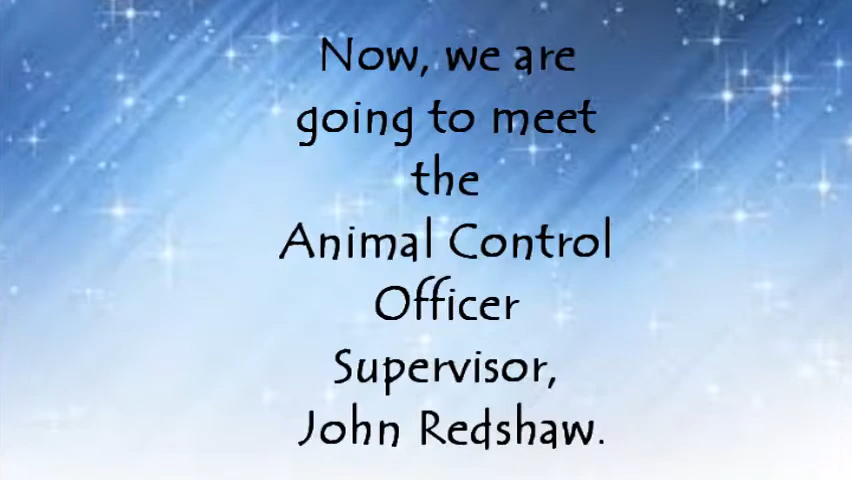 Now, we are
going to meet
the
Animal Control
Officer
Supervisor,
John Redshaw.